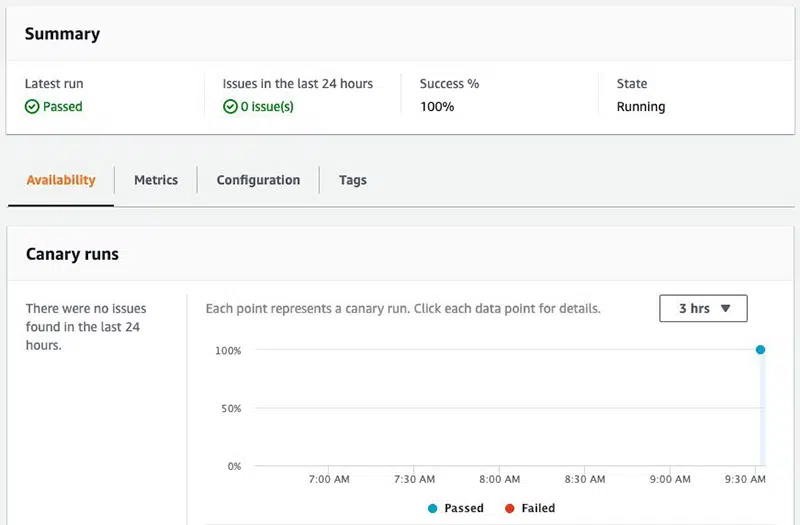 Summary
Latest run
Issues in the last 24 hours
Success %
State
Passed
0 issue(s)
100%
Running
Availability
Metrics
Configuration
Tags
Canary runs
There were no issues
found in the last 24
hours.
Each point represents a canary run. Click each data point for details.
3 hrs
100%
50%
0%
7:00 AM
7:30 AM
8:00 AM
8:30 AM
9:00 AM
9:30 AM
Passed
Failed